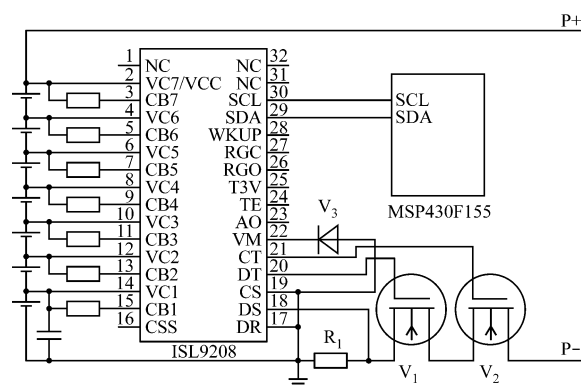 P+
1 NC NC 32
2 VC7/VCC NC 31
3 CB7 SCL 30 SCL
4 VC6 SDA 29 SDA
5 CB6 WKUP 28
6 VC5 RGC 27
7 CB5 RGO 26
8 VC4 T3V 25
9 CB4 TE 24
MSP430F155
10 VC3 AO 23
V3
11 CB3 VM 22
12 VC2 CT 21
13 CB2 DT 20
14 VC1 CS 19
15 CB1 DS 18
16 CSS DR 17
R1
P−
ISL9208
V1 V2